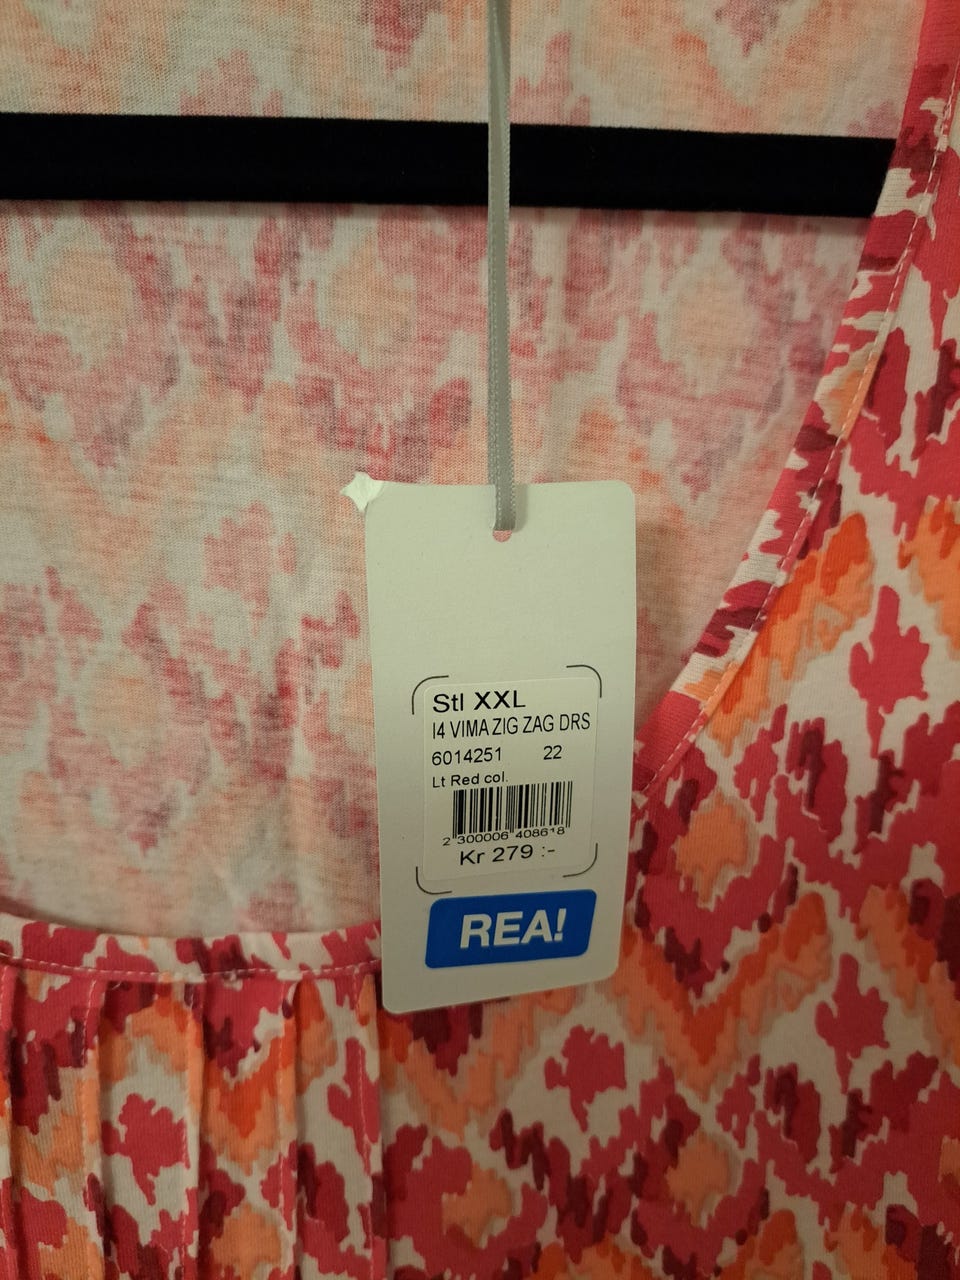 Stl XXL
I4 VIMA ZIG ZAG DRS
6014251 22
Lt Red col.
2 300006 408618
Kr 279 :-
REA!